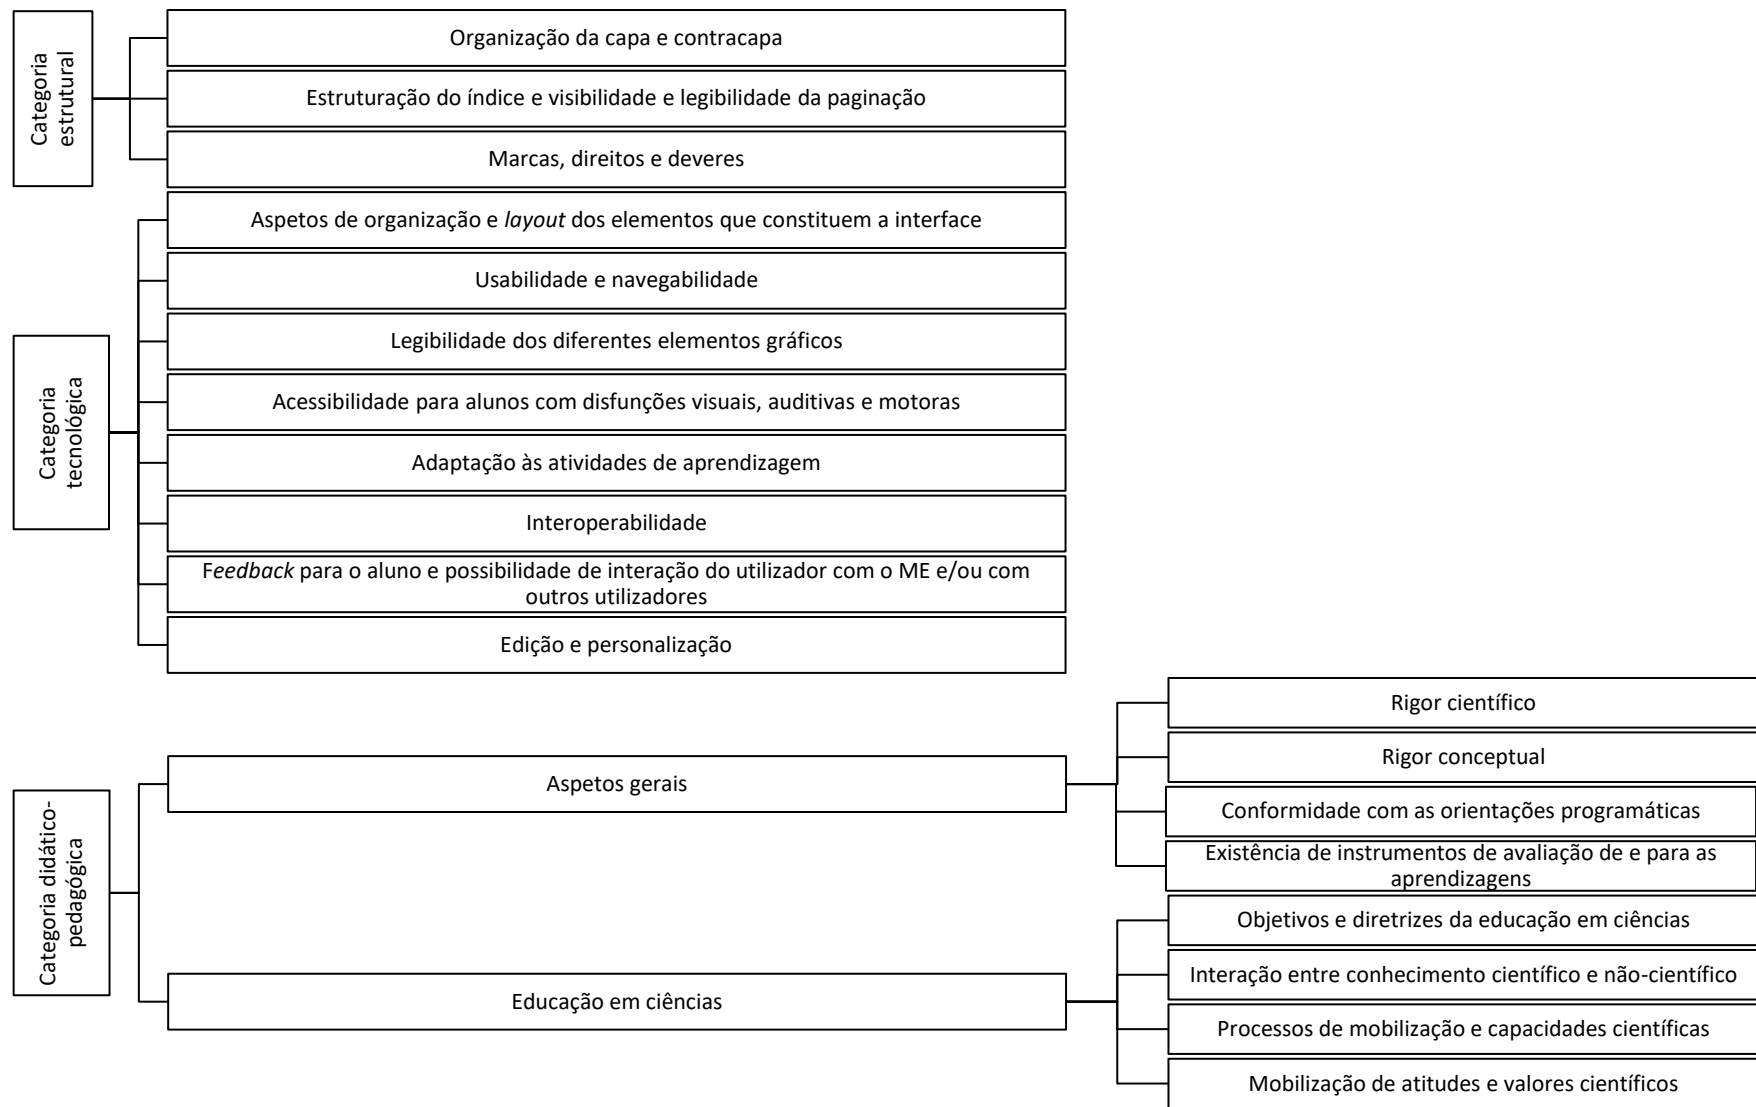 Categoria
estrutural
Organização da capa e contracapa
Estruturação do índice e visibilidade e legibilidade da paginação
Marcas, direitos e deveres
Categoria
tecnológica
Aspetos de organização e layout dos elementos que constituem a interface
Usabilidade e navegabilidade
Legibilidade dos diferentes elementos gráficos
Acessibilidade para alunos com disfunções visuais, auditivas e motoras
Adaptação às atividades de aprendizagem
Interoperabilidade
Feedback para o aluno e possibilidade de interação do utilizador com o ME e/ou com
outros utilizadores
Edição e personalização
Categoria didático-
pedagógica
Aspetos gerais
Rigor científico
Rigor conceptual
Conformidade com as orientações programáticas
Existência de instrumentos de avaliação de e para as
aprendizagens
Educação em ciências
Objetivos e diretrizes da educação em ciências
Interação entre conhecimento científico e não-científico
Processos de mobilização e capacidades científicas
Mobilização de atitudes e valores científicos